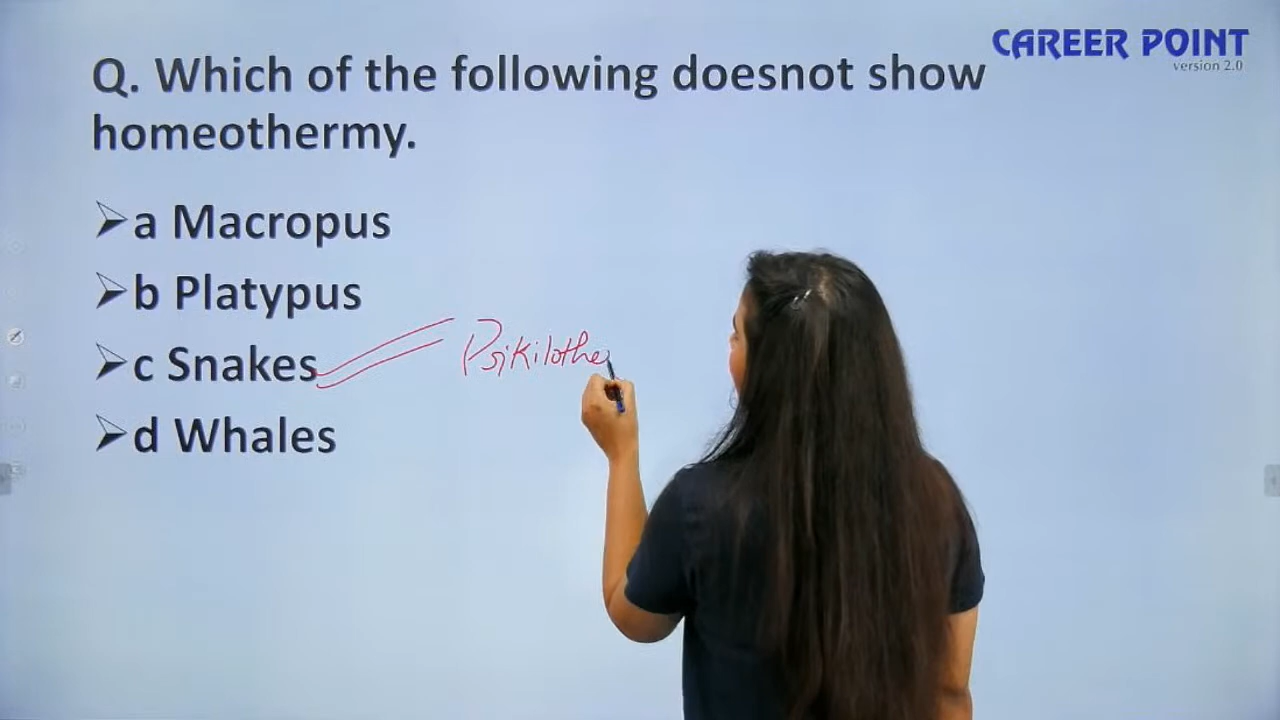 CAREER POINT
version 2.0
Q. Which of the following doesnot show
homeothermy.
a Macropus
b Platypus
c Snakes Poikilothe
d Whales